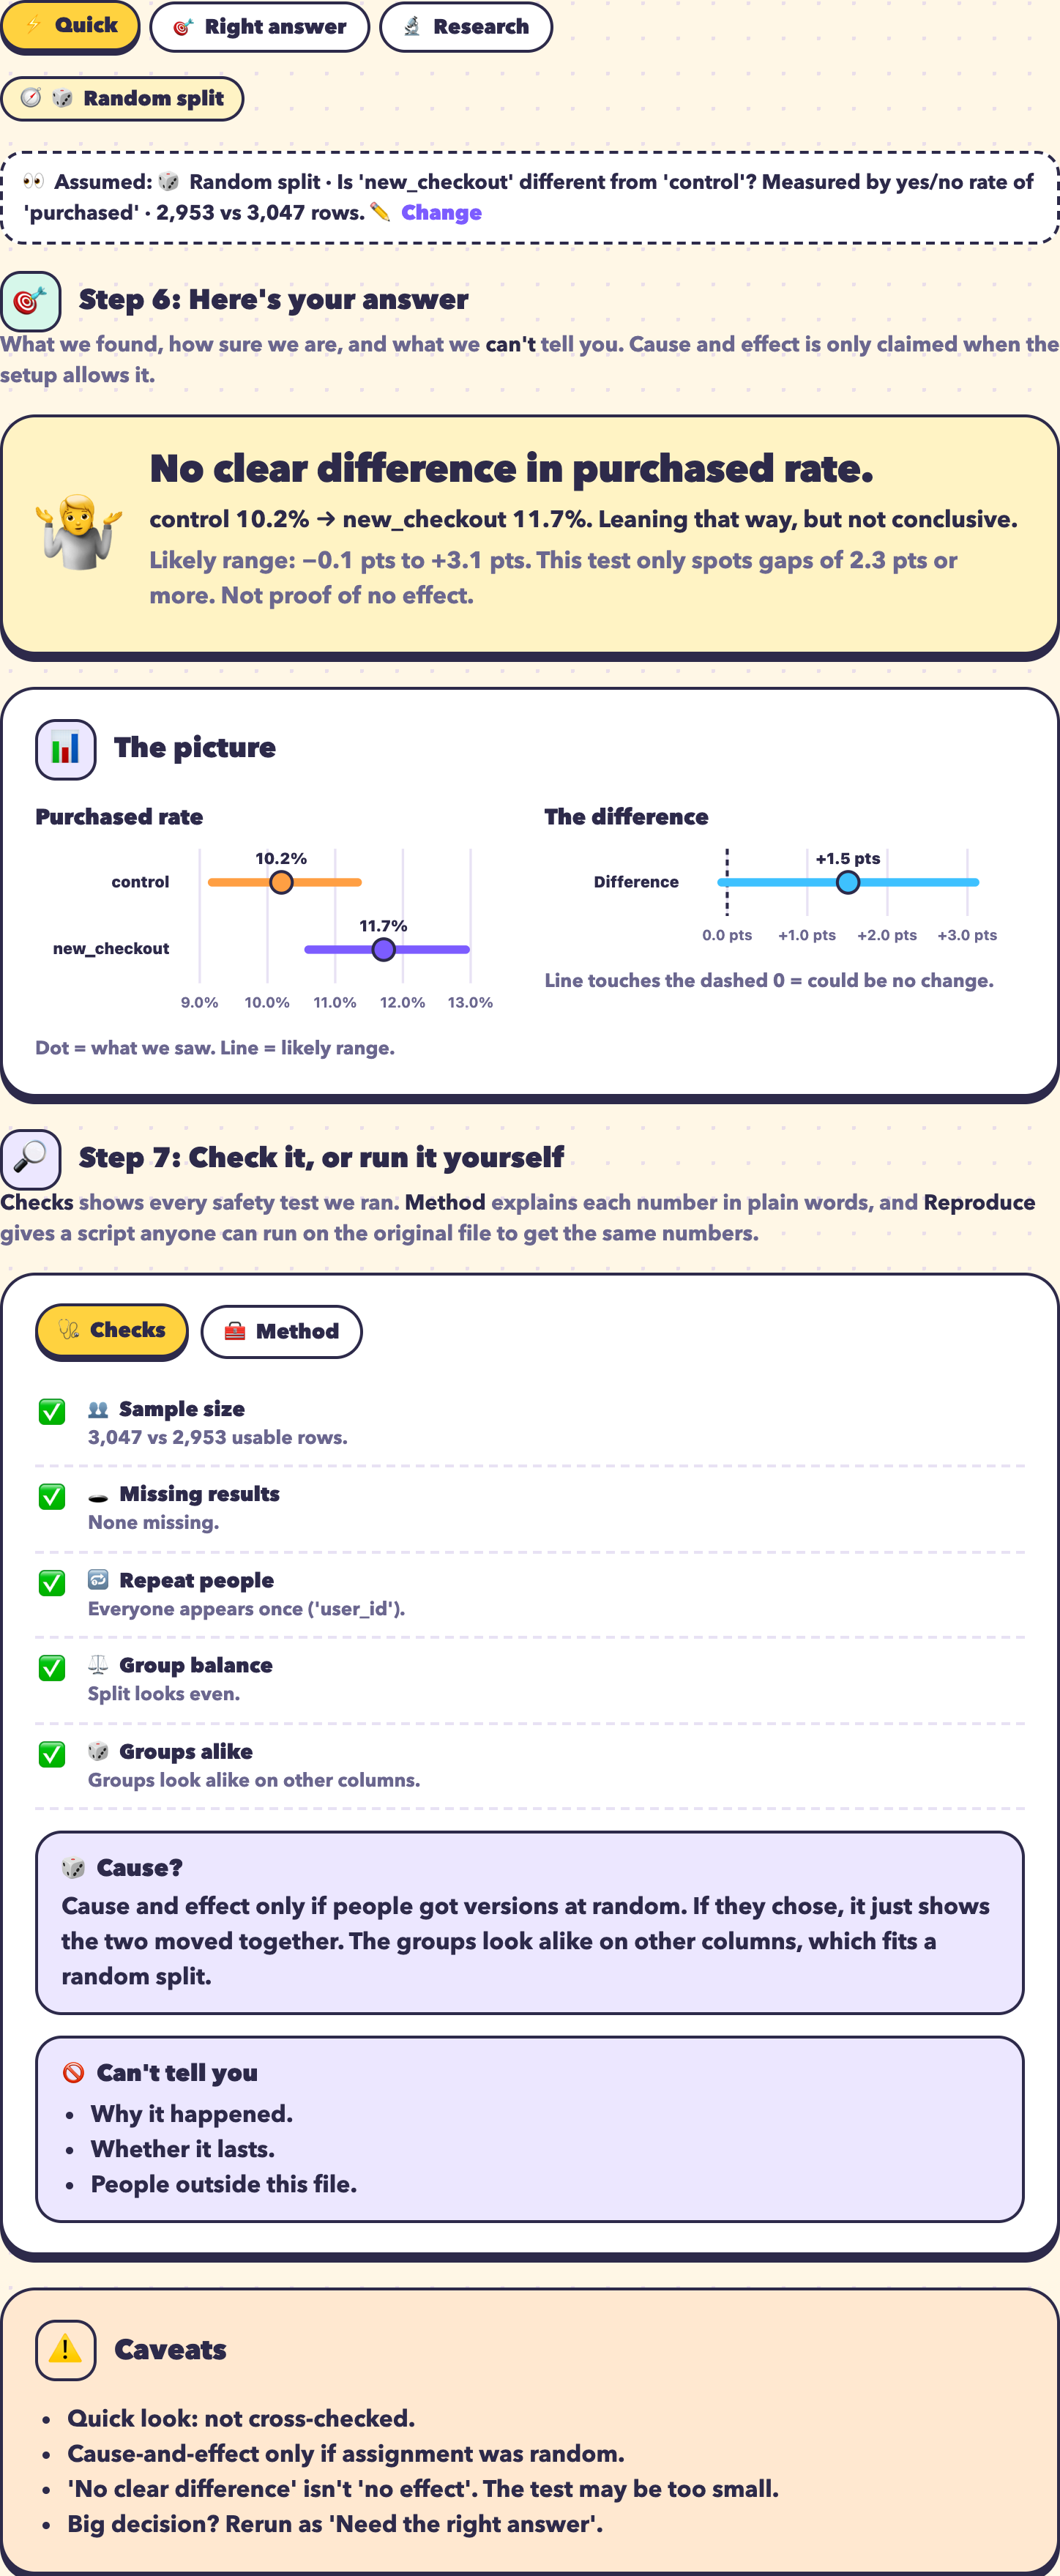 Quick
Right answer
Research
Random split
Assumed: Random split · Is 'new_checkout' different from 'control'? Measured by yes/no rate of
'purchased' · 2,953 vs 3,047 rows. Change
Step 6: Here's your answer
What we found, how sure we are, and what we can't tell you. Cause and effect is only claimed when the
setup allows it.
No clear difference in purchased rate.
control 10.2% → new_checkout 11.7%. Leaning that way, but not conclusive.
Likely range: −0.1 pts to +3.1 pts. This test only spots gaps of 2.3 pts or
more. Not proof of no effect.
The picture
Purchased rate
10.2%
control
11.7%
new_checkout
9.0% 10.0% 11.0% 12.0% 13.0%
Dot = what we saw. Line = likely range.
The difference
+1.5 pts
Difference
0.0 pts +1.0 pts +2.0 pts +3.0 pts
Line touches the dashed 0 = could be no change.
Step 7: Check it, or run it yourself
Checks shows every safety test we ran. Method explains each number in plain words, and Reproduce
gives a script anyone can run on the original file to get the same numbers.
Checks
Method
Sample size
3,047 vs 2,953 usable rows.
Missing results
None missing.
Repeat people
Everyone appears once ('user_id').
Group balance
Split looks even.
Groups alike
Groups look alike on other columns.
Cause?
Cause and effect only if people got versions at random. If they chose, it just shows
the two moved together. The groups look alike on other columns, which fits a
random split.
Can't tell you
• Why it happened.
• Whether it lasts.
• People outside this file.
Caveats
• Quick look: not cross-checked.
• Cause-and-effect only if assignment was random.
• 'No clear difference' isn't 'no effect'. The test may be too small.
• Big decision? Rerun as 'Need the right answer'.